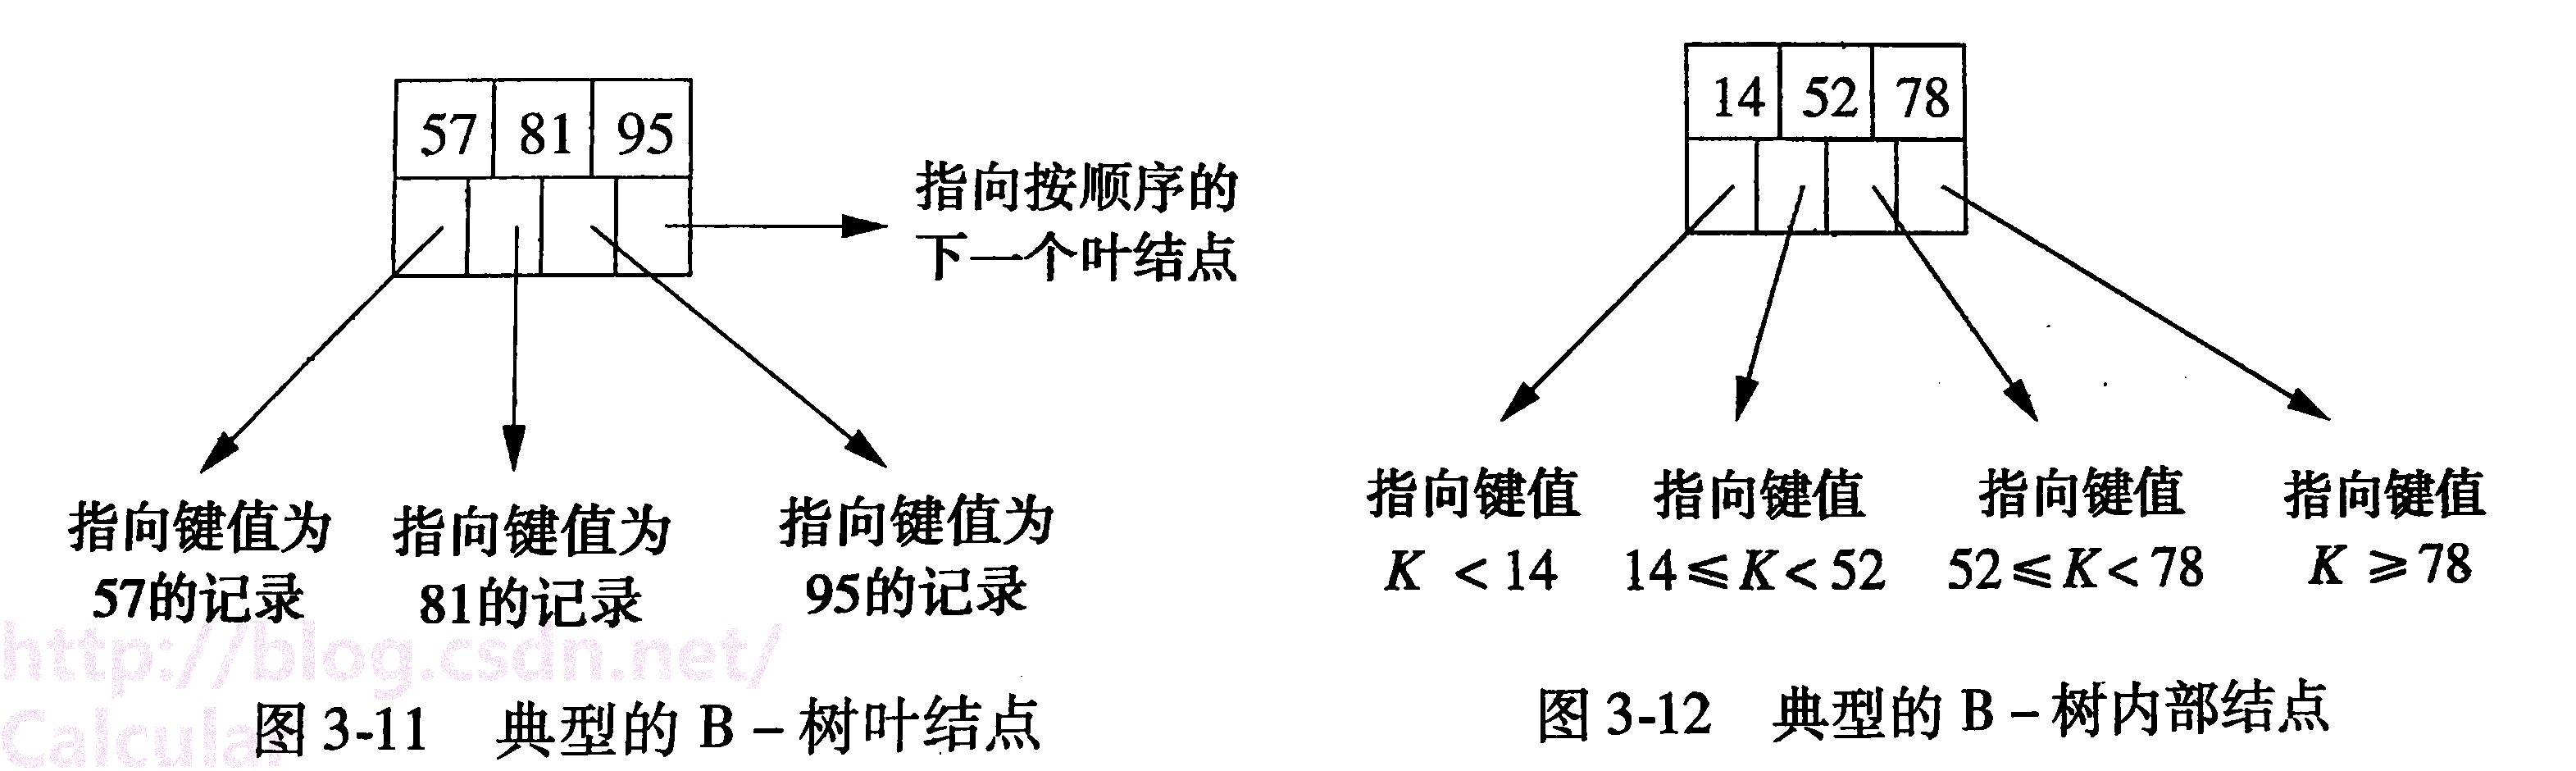 57 81 95
指向按顺序的
下一个叶结点
指向键值为
57的记录
指向键值为
81的记录
指向键值为
95的记录
图 3-11 典型的 B－树叶结点
14 52 78
指向键值
K < 14
指向键值
14⩽K<52
指向键值
52⩽K<78
指向键值
K ⩾78
图 3-12 典型的 B－树内部结点
http://blog.csdn.net/
Calcular